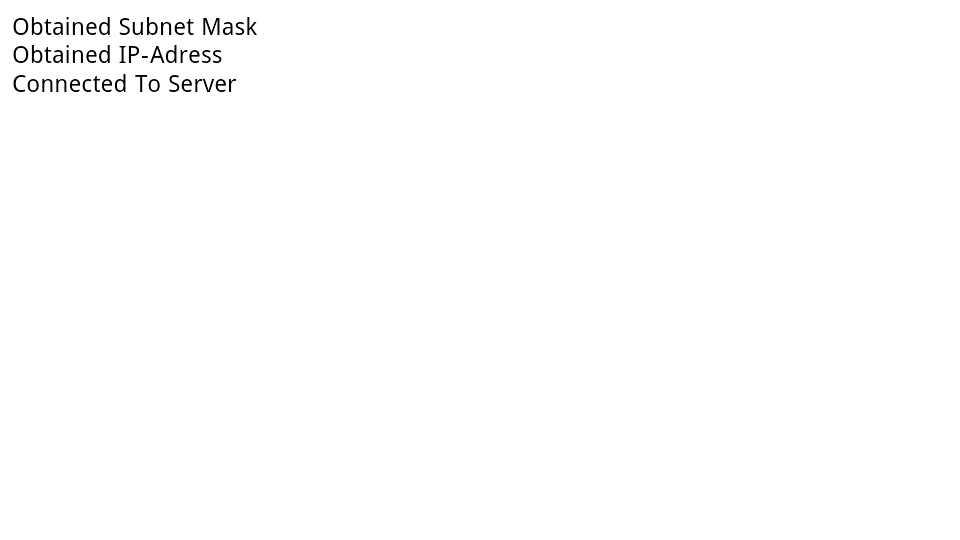 Obtained Subnet Mask
Obtained IP-Adress
Connected To Server